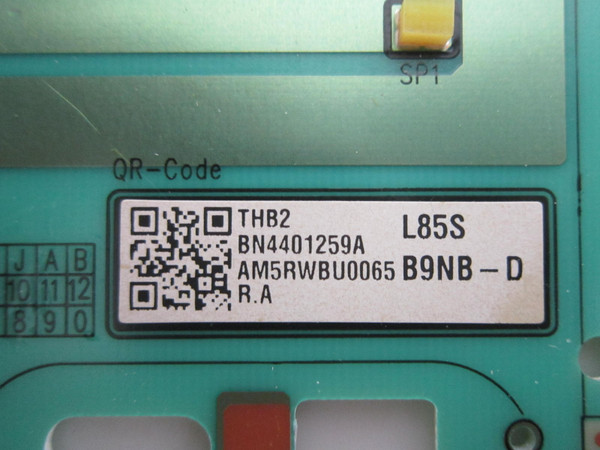 SP1
QR-Code
THB2
BN4401259A
AM5RWBU0065
R.A
L85S
B9NB - D
J A B
10 11 12
8 9 0